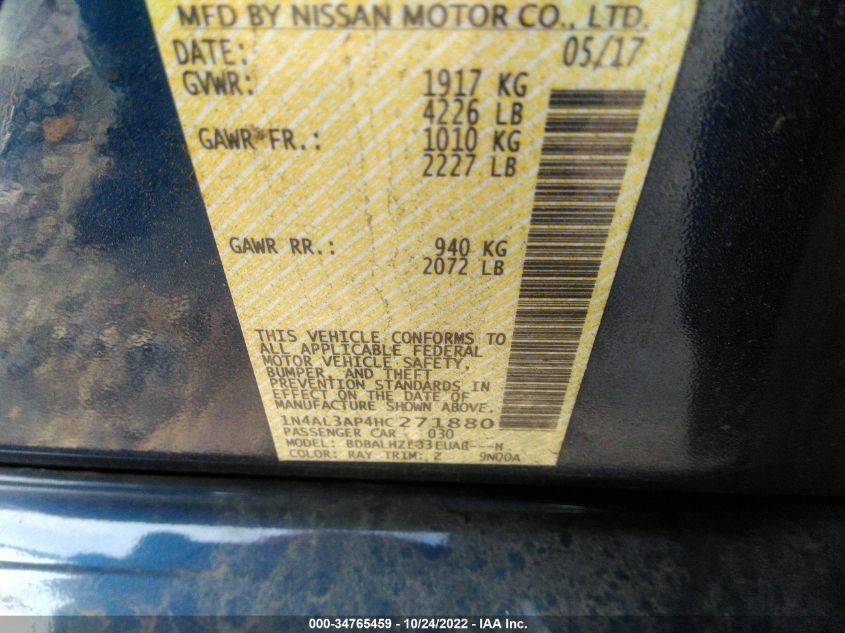 MFD BY NISSAN MOTOR CO., LTD.
DATE: 05/17
GVWR: 1917 KG
4226 LB
GAWR FR.: 1010 KG
2227 LB
GAWR RR.: 940 KG
2072 LB
THIS VEHICLE CONFORMS TO
ALL APPLICABLE FEDERAL
MOTOR VEHICLE SAFETY,
BUMPER, AND THEFT
PREVENTION STANDARDS IN
EFFECT ON THE DATE OF
MANUFACTURE SHOWN ABOVE.
1N4AL3AP4HC271880
PASSENGER CAR 030
MODEL: BDBALHZL33EUAB---M
COLOR: RAY TRIM: Z 9N00A
000-34765459 - 10/24/2022 - IAA Inc.